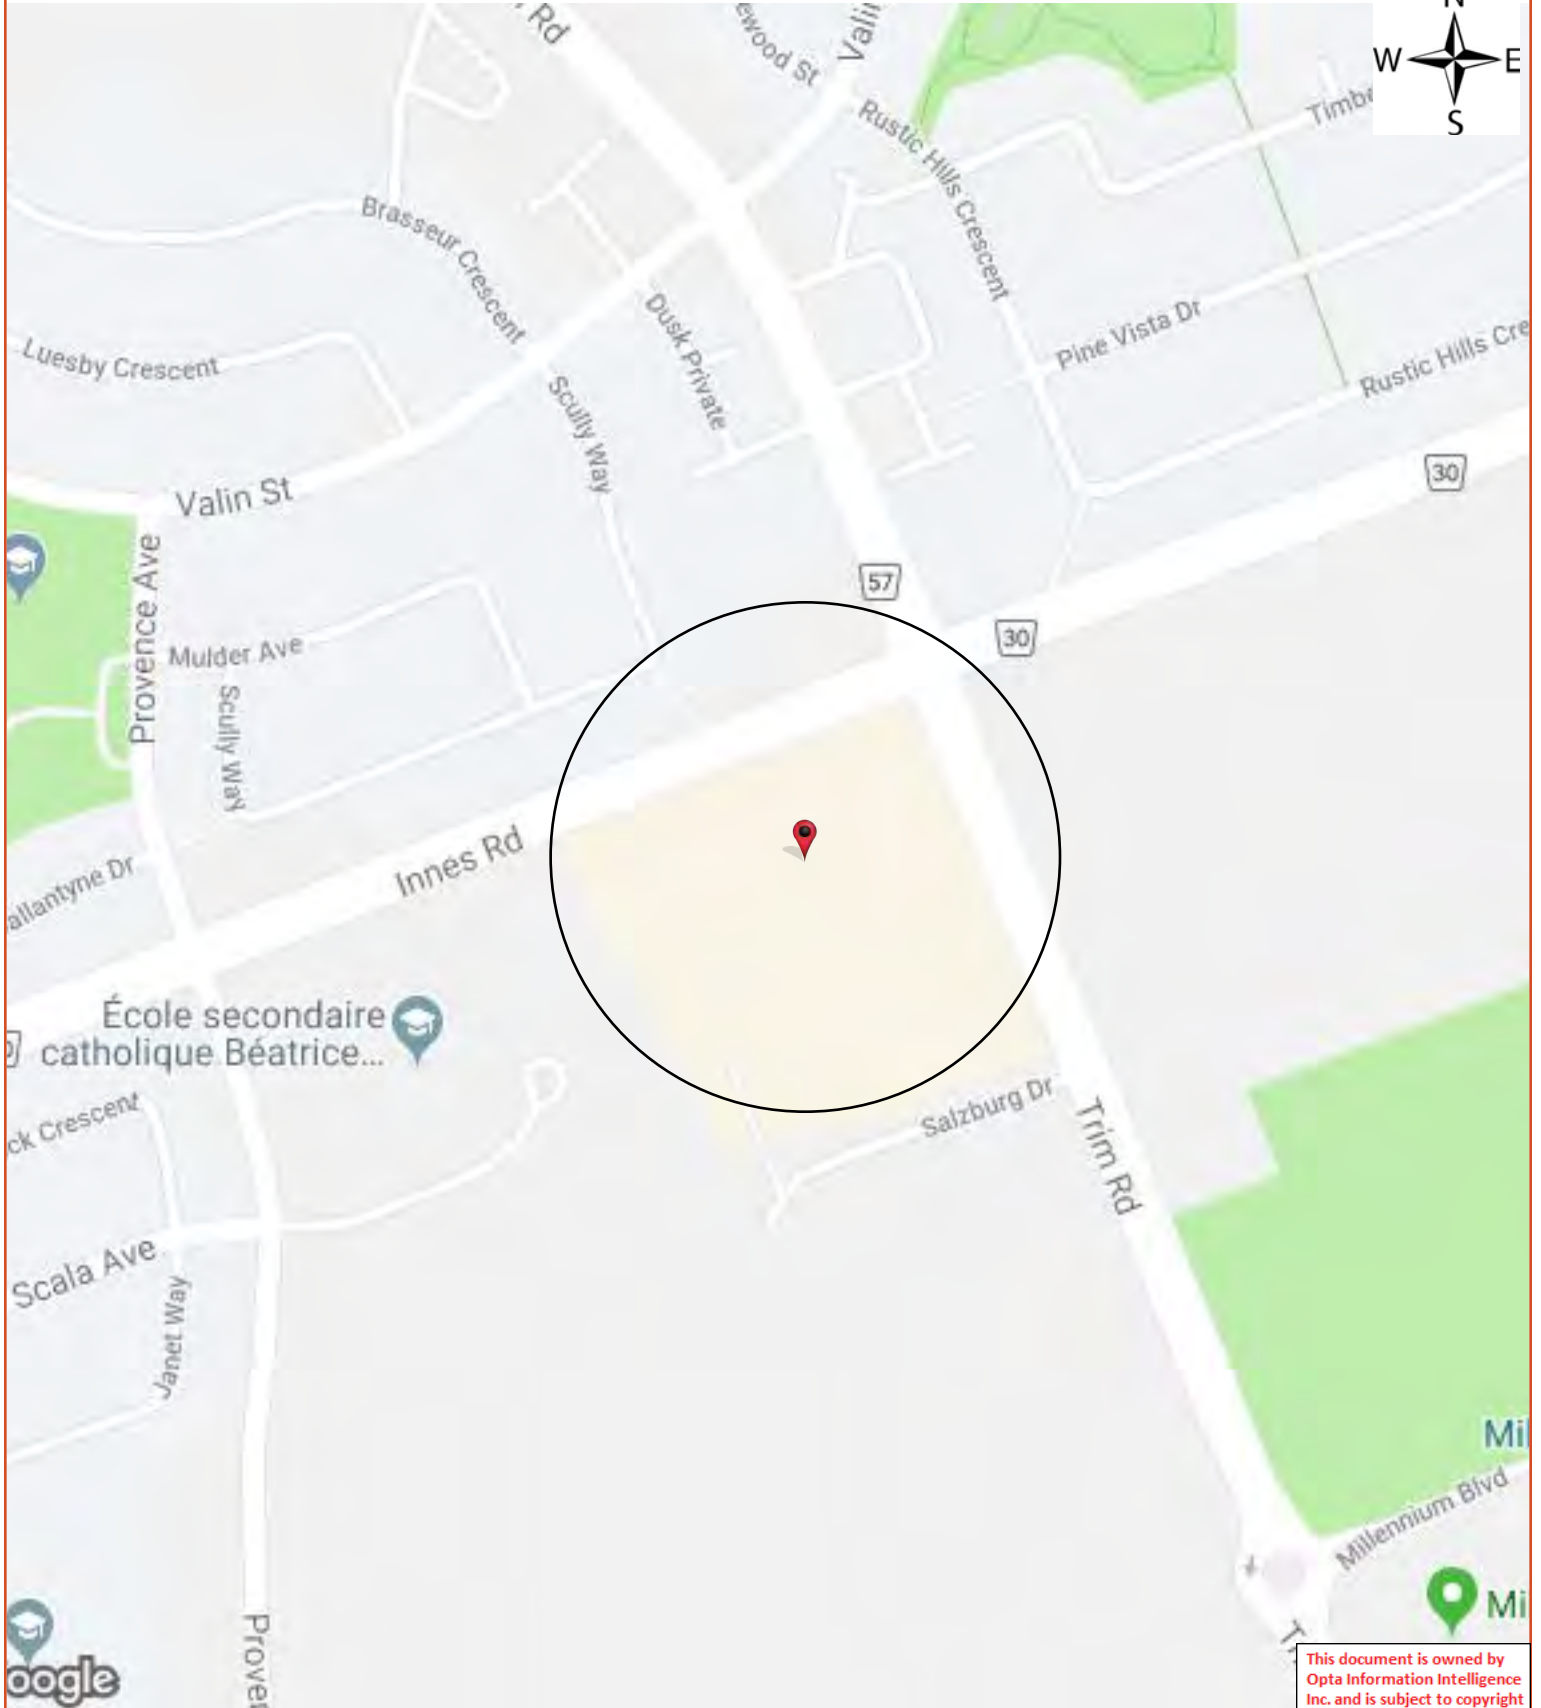 N
W
E
S
Rd
ewood St
Valin
Timbe
Rustic Hills Crescent
Brasseur Crescent
Dusk Private
Pine Vista Dr
Luesby Crescent
Rustic Hills Cre
Scully Way
30
Valin St
57
Provence Ave
30
Mulder Ave
Scully Way
Innes Rd
allantyne Dr
École secondaire
catholique Béatrice...
ck Crescent
Salzburg Dr
Trim Rd
Scala Ave
Janet Way
Mil
Millennium Blvd
Mi
Prover
oogle
This document is owned by
Opta Information Intelligence
Inc. and is subject to copyright